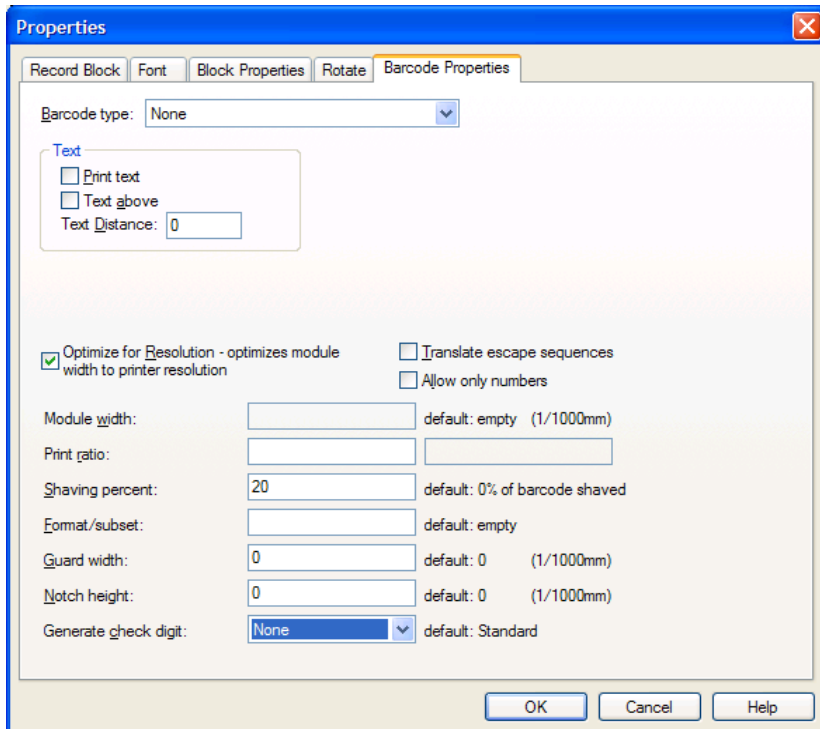 Properties
Record Block Font Block Properties Rotate Barcode Properties
Barcode type: None
Text
Print text
Text above
Text Distance: 0
Optimize for Resolution - optimizes module width to printer resolution
Translate escape sequences
Allow only numbers
Module width: default: empty (1/1000mm)
Print ratio:
Shaving percent: 20 default: 0% of barcode shaved
Format/subset: default: empty
Guard width: 0 default: 0 (1/1000mm)
Notch height: 0 default: 0 (1/1000mm)
Generate check digit: None default: Standard
OK Cancel Help